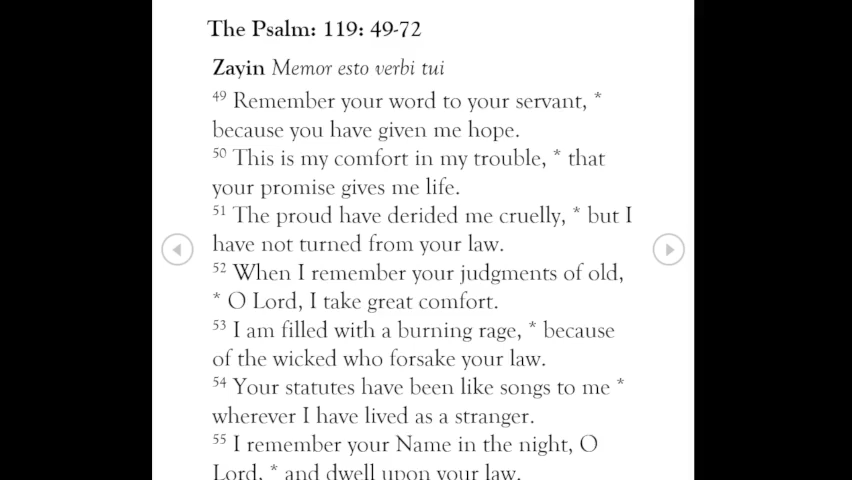 The Psalm: 119: 49-72
Zayin Memor esto verbi tui
49 Remember your word to your servant, *
because you have given me hope.
50 This is my comfort in my trouble, * that
your promise gives me life.
51 The proud have derided me cruelly, * but I
have not turned from your law.
52 When I remember your judgments of old,
* O Lord, I take great comfort.
53 I am filled with a burning rage, * because
of the wicked who forsake your law.
54 Your statutes have been like songs to me *
wherever I have lived as a stranger.
55 I remember your Name in the night, O
Lord, * and dwell upon your law.